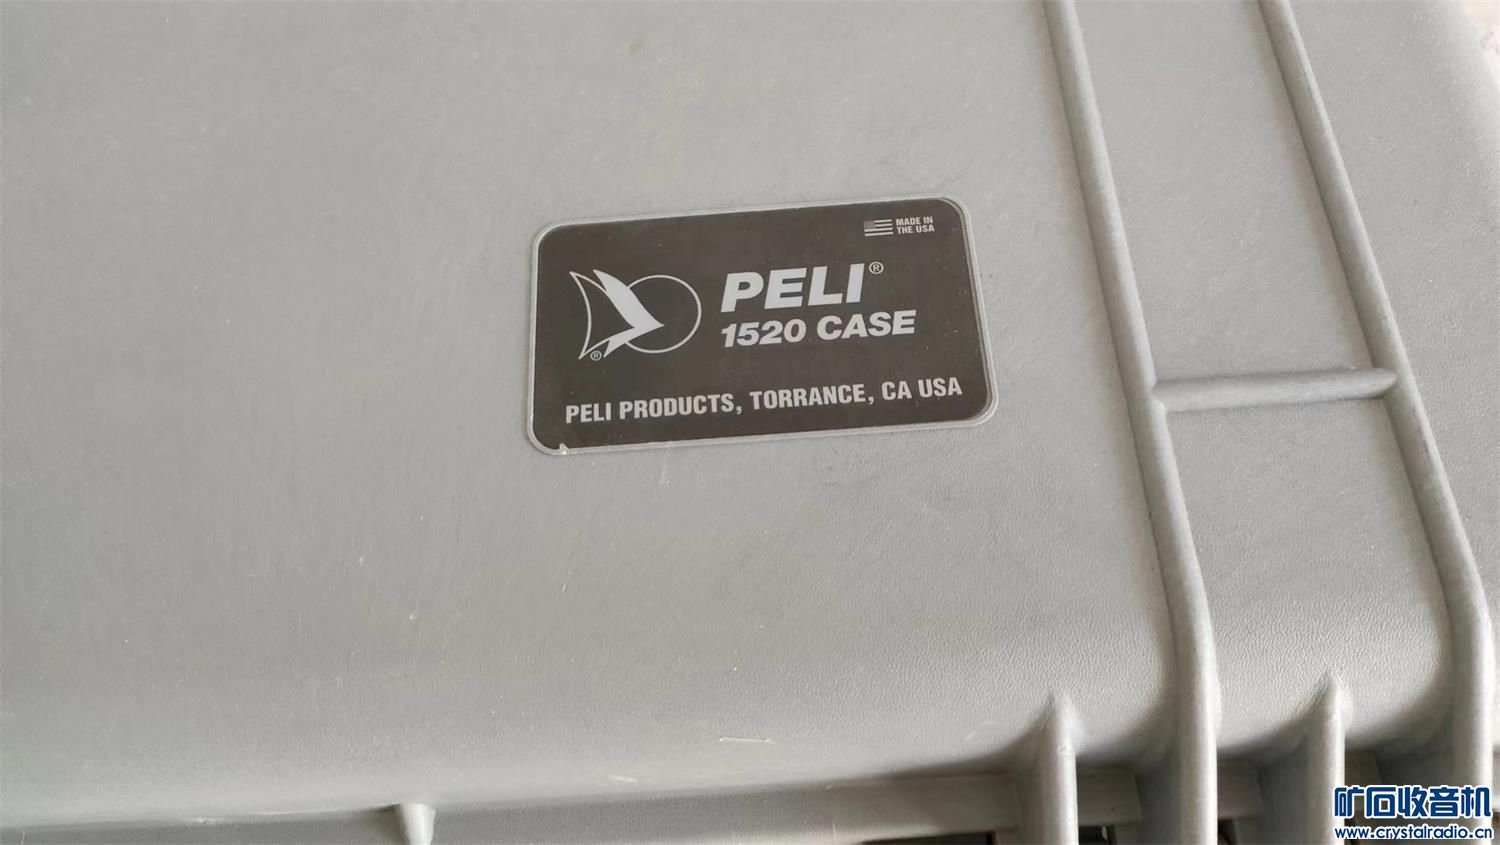 MADE IN
THE USA
PELI®
1520 CASE
®
PELI PRODUCTS, TORRANCE, CA USA
矿石收音机
www.crystalradio.cn